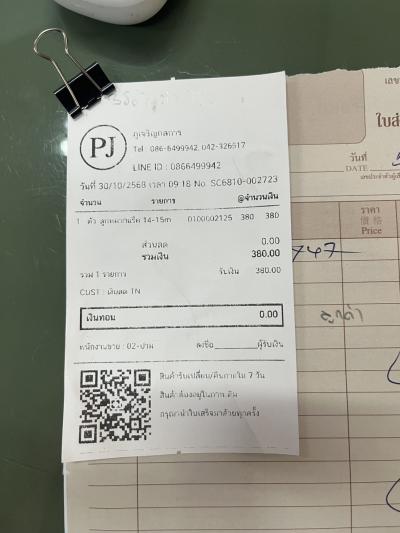 PJ
ภูเจริญกลการ
Tel : 086-6499942, 042-326517
LINE ID : 0866499942
วันที่ 30/10/2568 เวลา 09:18 No. SC6810-002723
จำนวน รายการ @จำนวนเงิน
1 ตัว 14-15m 0100002125 380 380
ส่วนลด 0.00
รวมเงิน 380.00
รวม 1 รายการ รับเงิน 380.00
CUST : เงินสด TN
เงินทอน 0.00
พนักงานขาย : 02-ปาม ลงชื่อ ผู้รับเงิน
สินค้ารับเปลี่ยน/คืนภายใน 7 วัน
สินค้าต้องอยู่ในสภาพเดิม
กรุณานำใบเสร็จมาด้วยทุกครั้ง
เลข
ใบส่
วันที่
DATE
ราคา
價格
Price
ลูกค้า